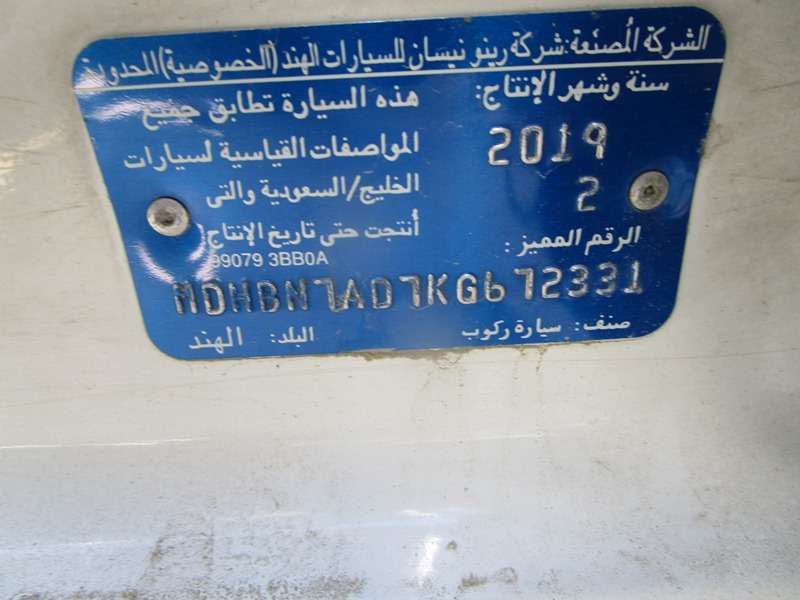 الشركة المُصنعة: شركة رينو نيسان للسيارات الهند (الخصوصية) المحدودة
سنة وشهر الإنتاج:
2019
2
هذه السيارة تطابق جميع
المواصفات القياسية لسيارات
الخليج/السعودية والتى
أنتجت حتى تاريخ الإنتاج.
99079 3BB0A
الرقم المميز:
MDHBN7AD7KG672331
صنف: سيارة ركوب
البلد: الهند